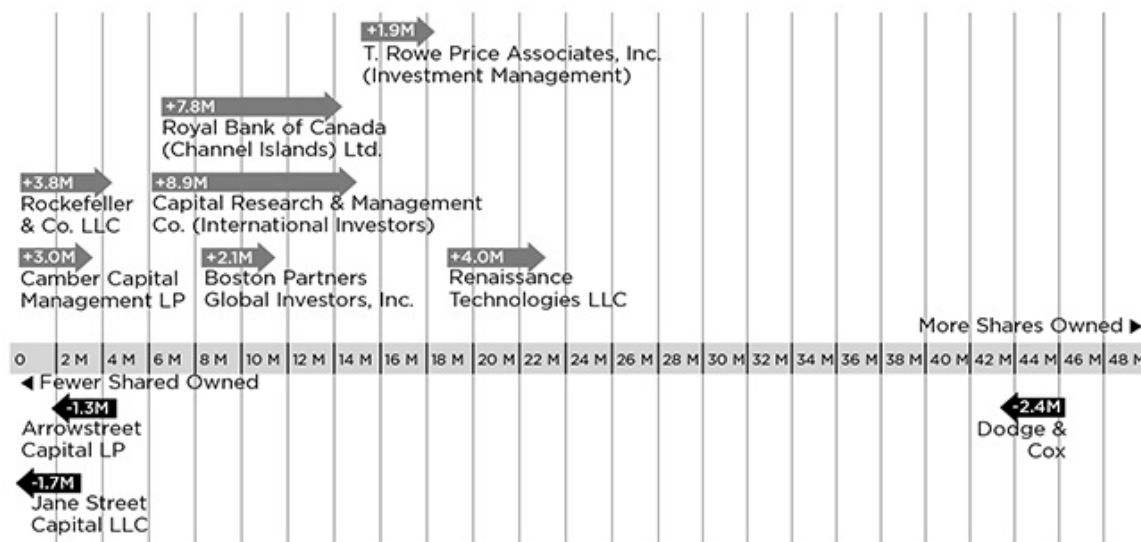 +1.9M
T. Rowe Price Associates, Inc.
(Investment Management)
+7.8M
Royal Bank of Canada
(Channel Islands) Ltd.
+3.8M
Rockefeller
& Co. LLC
+8.9M
Capital Research & Management
Co. (International Investors)
+3.0M
Camber Capital
Management LP
+2.1M
Boston Partners
Global Investors, Inc.
+4.0M
Renaissance
Technologies LLC
More Shares Owned ▶
0 2 M 4 M 6 M 8 M 10 M 12 M 14 M 16 M 18 M 20 M 22 M 24 M 26 M 28 M 30 M 32 M 34 M 36 M 38 M 40 M 42 M 44 M 46 M 48 M
◀ Fewer Shared Owned
-1.3M
Arrowstreet
Capital LP
-2.4M
Dodge &
Cox
-1.7M
Jane Street
Capital LLC